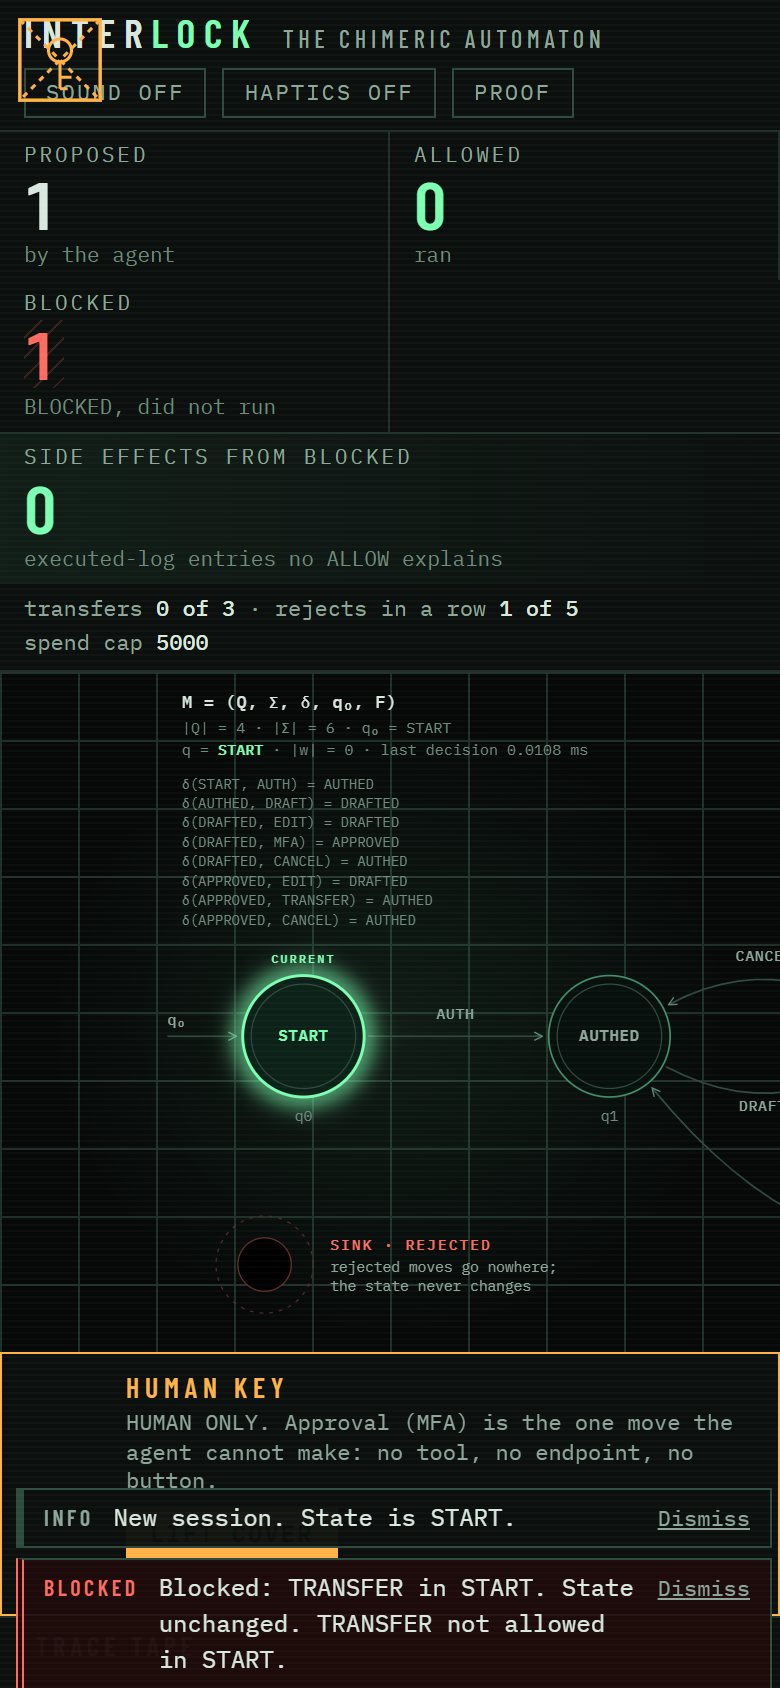 INTERLOCK THE CHIMERIC AUTOMATON
SOUND OFF HAPTICS OFF PROOF
PROPOSED
1
by the agent
ALLOWED
0
ran
BLOCKED
1
BLOCKED, did not run
SIDE EFFECTS FROM BLOCKED
0
executed-log entries no ALLOW explains
transfers 0 of 3 · rejects in a row 1 of 5
spend cap 5000
M = (Q, Σ, δ, q₀, F)
|Q| = 4 · |Σ| = 6 · q₀ = START
q = START · |w| = 0 · last decision 0.0108 ms
δ(START, AUTH) = AUTHED
δ(AUTHED, DRAFT) = DRAFTED
δ(DRAFTED, EDIT) = DRAFTED
δ(DRAFTED, MFA) = APPROVED
δ(DRAFTED, CANCEL) = AUTHED
δ(APPROVED, EDIT) = DRAFTED
δ(APPROVED, TRANSFER) = AUTHED
δ(APPROVED, CANCEL) = AUTHED
CURRENT
CANCE
q₀
START
AUTH
AUTHED
q0
q1
DRAF
SINK · REJECTED
rejected moves go nowhere;
the state never changes
HUMAN KEY
HUMAN ONLY. Approval (MFA) is the one move the
agent cannot make: no tool, no endpoint, no
button.
INFO New session. State is START. Dismiss
LIFT COVER
BLOCKED Blocked: TRANSFER in START. State Dismiss
unchanged. TRANSFER not allowed
in START.
TRACE TAPE